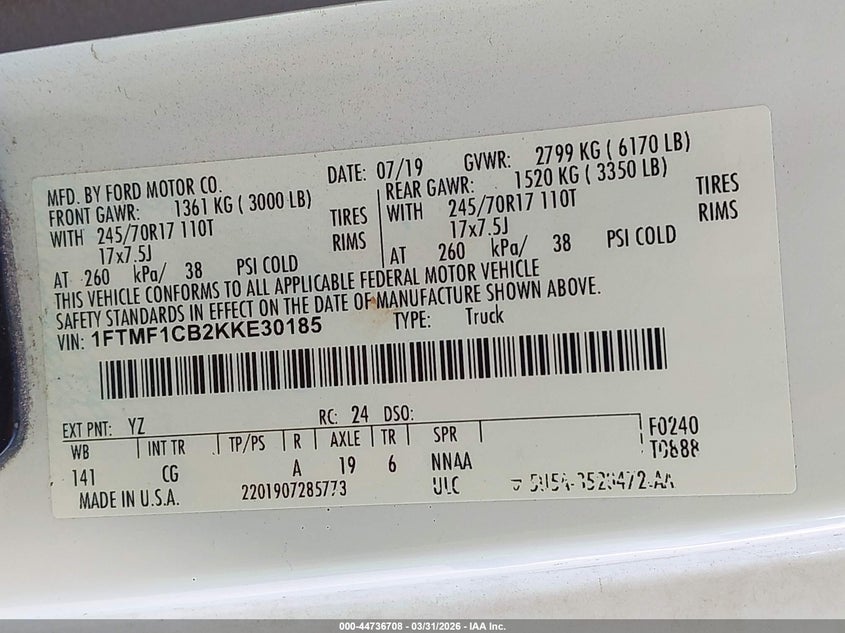 MFD. BY FORD MOTOR CO. DATE: 07/19 GVWR: 2799 KG ( 6170 LB)
FRONT GAWR: 1361 KG ( 3000 LB) REAR GAWR: 1520 KG ( 3350 LB)
WITH 245/70R17 110T TIRES WITH 245/70R17 110T TIRES
17x7.5J RIMS 17x7.5J RIMS
AT 260 kPa/ 38 PSI COLD AT 260 kPa/ 38 PSI COLD
THIS VEHICLE CONFORMS TO ALL APPLICABLE FEDERAL MOTOR VEHICLE
SAFETY STANDARDS IN EFFECT ON THE DATE OF MANUFACTURE SHOWN ABOVE.
VIN: 1FTMF1CB2KKE30185 TYPE: Truck
EXT PNT: YZ RC: 24 DSO:
WB INT TR TP/PS R AXLE TR SPR F0240
141 CG A 19 6 NNAA T0888
MADE IN U.S.A. 2201907285773 ULC
000-44736708 - 03/31/2026 - IAA Inc.